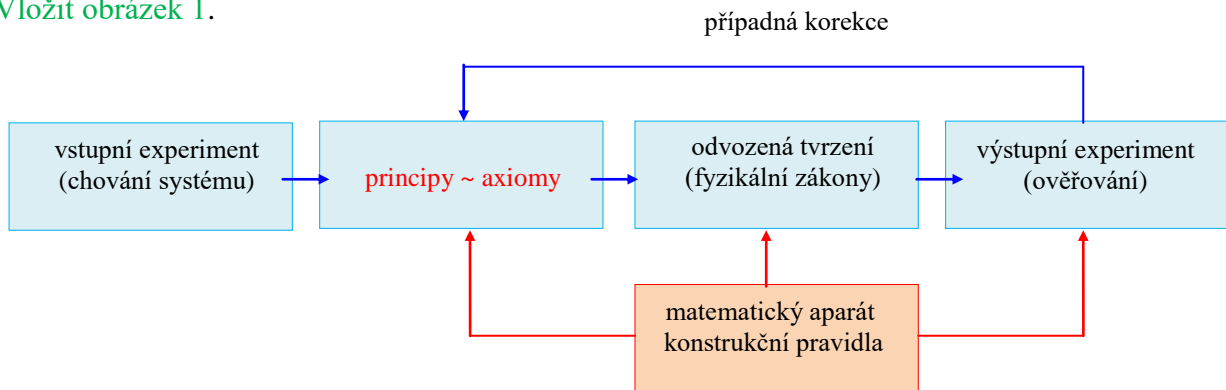 Vložit obrázek 1.
případná korekce
vstupní experiment
(chování systému)
principy ~ axiomy
odvozená tvrzení
(fyzikální zákony)
výstupní experiment
(ověřování)
matematický aparát
konstrukční pravidla